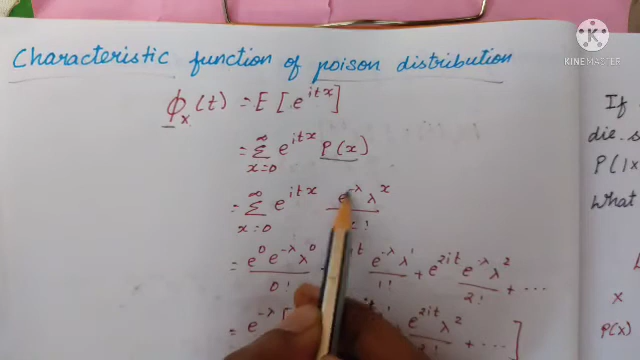 KINEMASTER
Characteristic function of poison distribution
ϕₓ(t) = E[e^{itx}]
= Σ_{x=0}^{∞} e^{itx} P(x)
= Σ_{x=0}^{∞} e^{itx} e^{-λ} λ^x / !
= e^0 e^{-λ} λ^0 / 0! + e^{-λ} λ^1 / 1! + e^{2it} e^{-λ} λ^2 / 2! + ...
= e^{-λ} [ + e^{2it} λ^2 / 2! + ... ]
If
die.
P(|x
What
x
P(x)